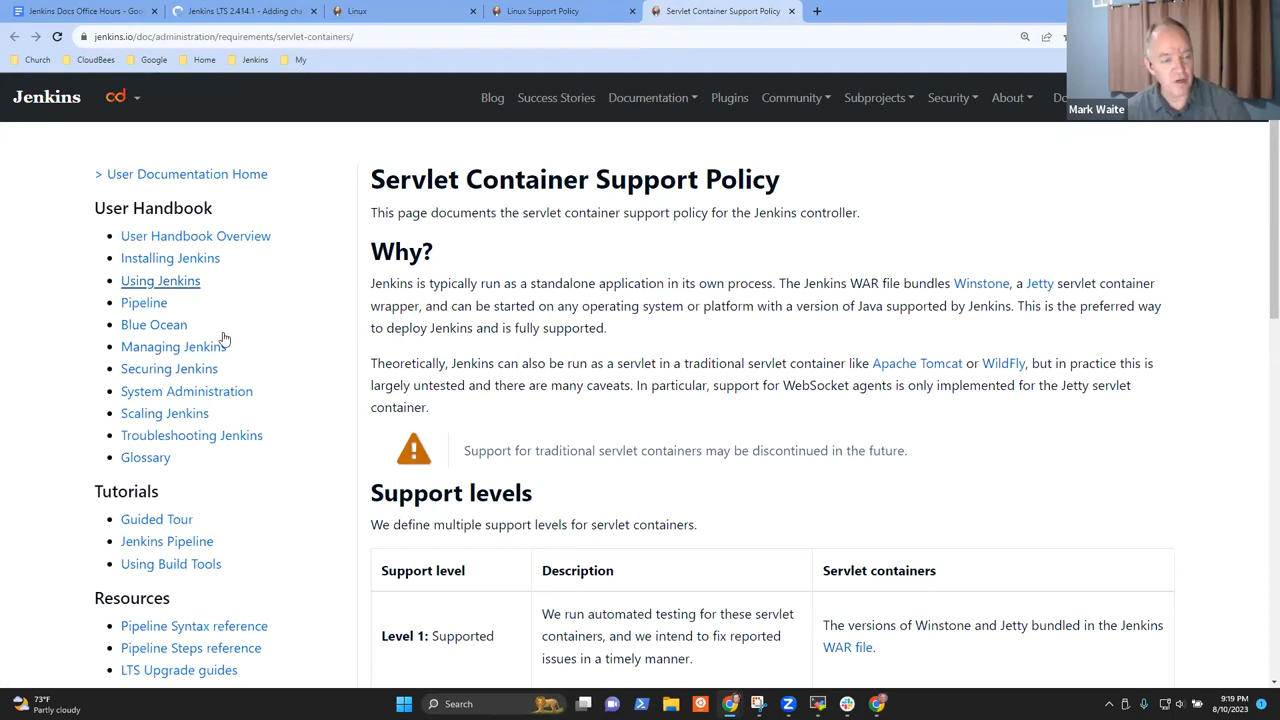 Jenkins Docs Office Hours - Goo
Jenkins LTS 2.414.1 - Adding cha
Linux
Linux Support Policy
Servlet Container Support Policy
jenkins.io/doc/administration/requirements/servlet-containers/
Church
CloudBees
Google
Home
Jenkins
My
Jenkins
cd
Blog
Success Stories
Documentation
Plugins
Community
Subprojects
Security
About
Do
Mark Waite
> User Documentation Home
User Handbook
User Handbook Overview
Installing Jenkins
Using Jenkins
Pipeline
Blue Ocean
Managing Jenkins
Securing Jenkins
System Administration
Scaling Jenkins
Troubleshooting Jenkins
Glossary
Tutorials
Guided Tour
Jenkins Pipeline
Using Build Tools
Resources
Pipeline Syntax reference
Pipeline Steps reference
LTS Upgrade guides
Servlet Container Support Policy
This page documents the servlet container support policy for the Jenkins controller.
Why?
Jenkins is typically run as a standalone application in its own process. The Jenkins WAR file bundles Winstone, a Jetty servlet container
wrapper, and can be started on any operating system or platform with a version of Java supported by Jenkins. This is the preferred way
to deploy Jenkins and is fully supported.
Theoretically, Jenkins can also be run as a servlet in a traditional servlet container like Apache Tomcat or WildFly, but in practice this is
largely untested and there are many caveats. In particular, support for WebSocket agents is only implemented for the Jetty servlet
container.
Support for traditional servlet containers may be discontinued in the future.
Support levels
We define multiple support levels for servlet containers.
Support level
Description
Servlet containers
Level 1: Supported
We run automated testing for these servlet
containers, and we intend to fix reported
issues in a timely manner.
The versions of Winstone and Jetty bundled in the Jenkins
WAR file.
73°F
Partly cloudy
Search
9:19 PM
8/10/2023